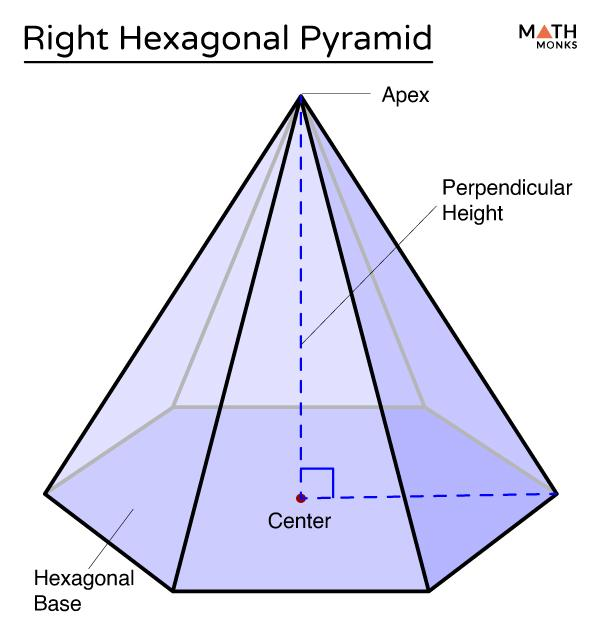 Right Hexagonal Pyramid
MATH
MONKS
Apex
Perpendicular
Height
Center
Hexagonal
Base